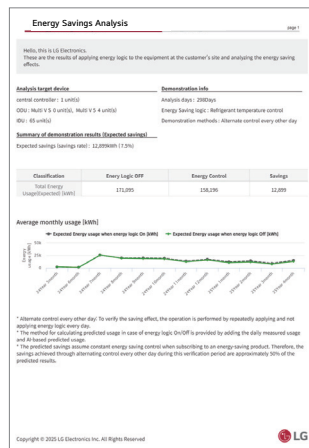 Energy Savings Analysis
page 1
Hello, this is LG Electronics.
These are the results of applying energy logic to the equipment at the customer's site and analyzing the energy saving
effects.
Analysis target device
Demonstration info
central controller : 1 unit(s)
Analysis days : 298Days
ODU : Multi V S 0 unit(s), Multi V 5 4 unit(s)
Energy Saving logic : Refrigerant temperature control
IDU : 65 unit(s)
Demonstration methods : Alternate control every other day
Summary of demonstration results (Expected savings)
Expected savings (savings rate) : 12,899kWh (7.5%)
Classification Enery Logic OFF Energy Control Savings
Total Energy
Usage(Expected) [kWh] 171,095 158,196 12,899
Average monthly usage [kWh]
Expected Energy usage when energy logic On [kWh] Expected Energy usage when energy logic Off [kWh]
Energy
usage [kWh]
50k
25k
0
* Alternate control every other day: To verify the saving effect, the operation is performed by repeatedly applying and not
applying energy logic every day.
* The method for calculating predicted usage in case of energy logic On/Off is provided by adding the daily measured usage
and AI-based predicted usage.
* The predicted savings assume constant energy saving control when subscribing to an energy-saving product. Therefore, the
savings achieved through alternating control every other day during this verification period are approximately 50% of the
predicted results.
Copyright © 2025 LG Electronics Inc. All Rights Reserved
LG